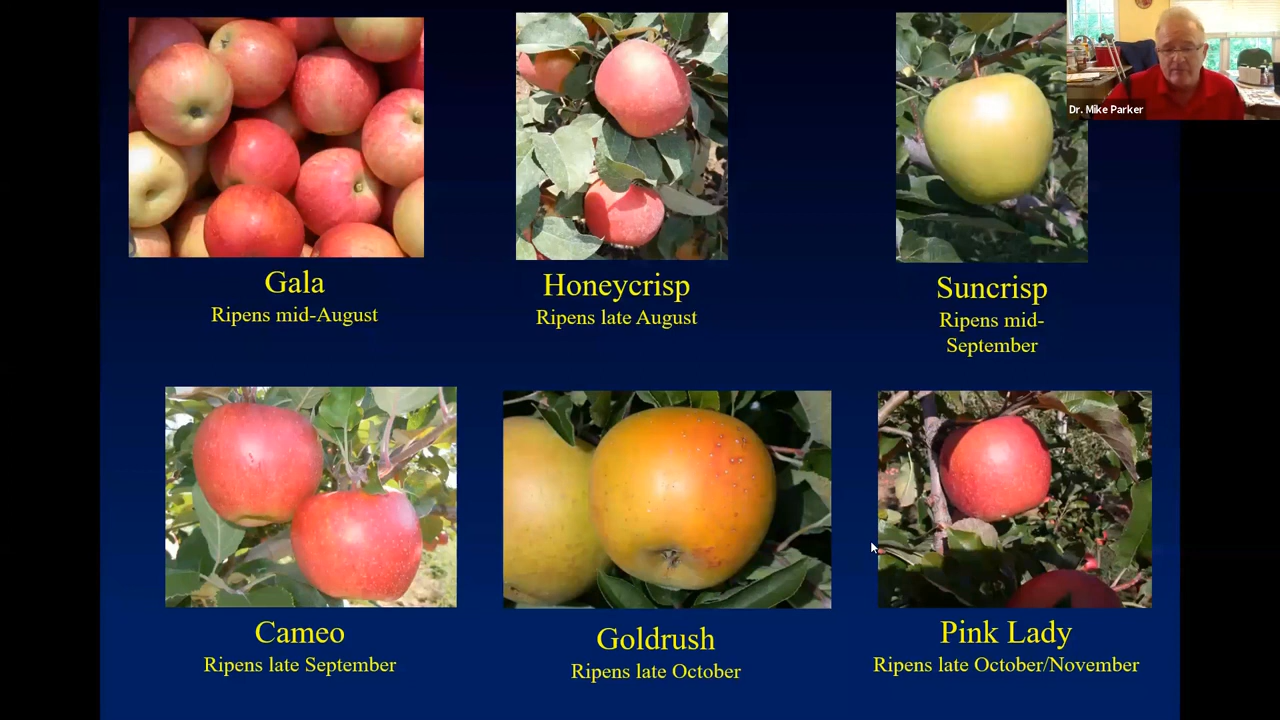 Dr. Mike Parker
Gala
Ripens mid-August
Honeycrisp
Ripens late August
Suncrisp
Ripens mid-
September
Cameo
Ripens late September
Goldrush
Ripens late October
Pink Lady
Ripens late October/November